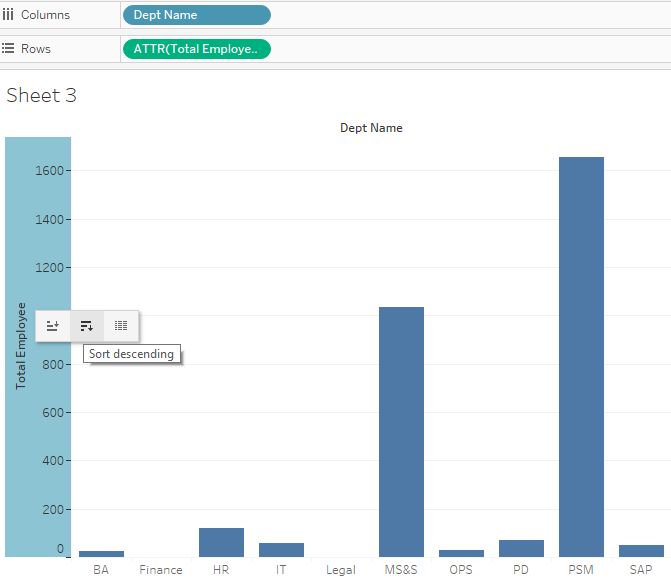 Columns
Dept Name
Rows
ATTR(Total Employe..
Sheet 3
Dept Name
1600
1400
1200
800
600
400
200
0
Total Employee
Sort descending
BA Finance HR IT Legal MS&S OPS PD PSM SAP